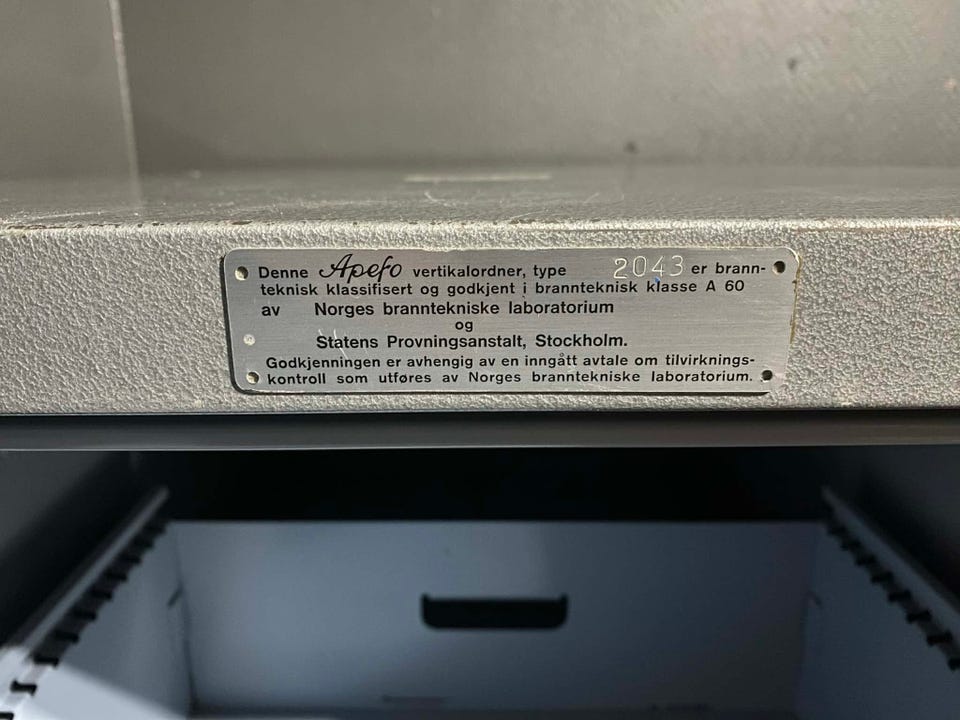 Denne Apefo vertikalordner, type 2043 er brann-
teknisk klassifisert og godkjent i brannteknisk klasse A 60
av Norges branntekniske laboratorium
og
Statens Provningsanstalt, Stockholm.
Godkjenningen er avhengig av en inngått avtale om tilvirknings-
kontroll som utføres av Norges branntekniske laboratorium.